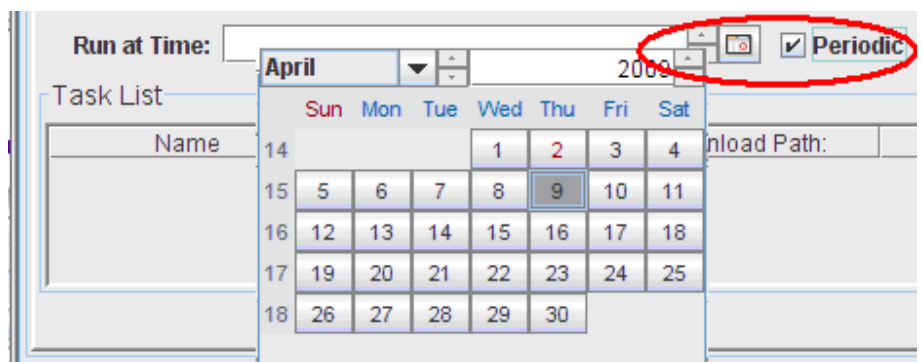 Run at Time: Periodic
April 2009
Task List
Sun Mon Tue Wed Thu Fri Sat
Name nload Path:
14 1 2 3 4
15 5 6 7 8 9 10 11
16 12 13 14 15 16 17 18
17 19 20 21 22 23 24 25
18 26 27 28 29 30